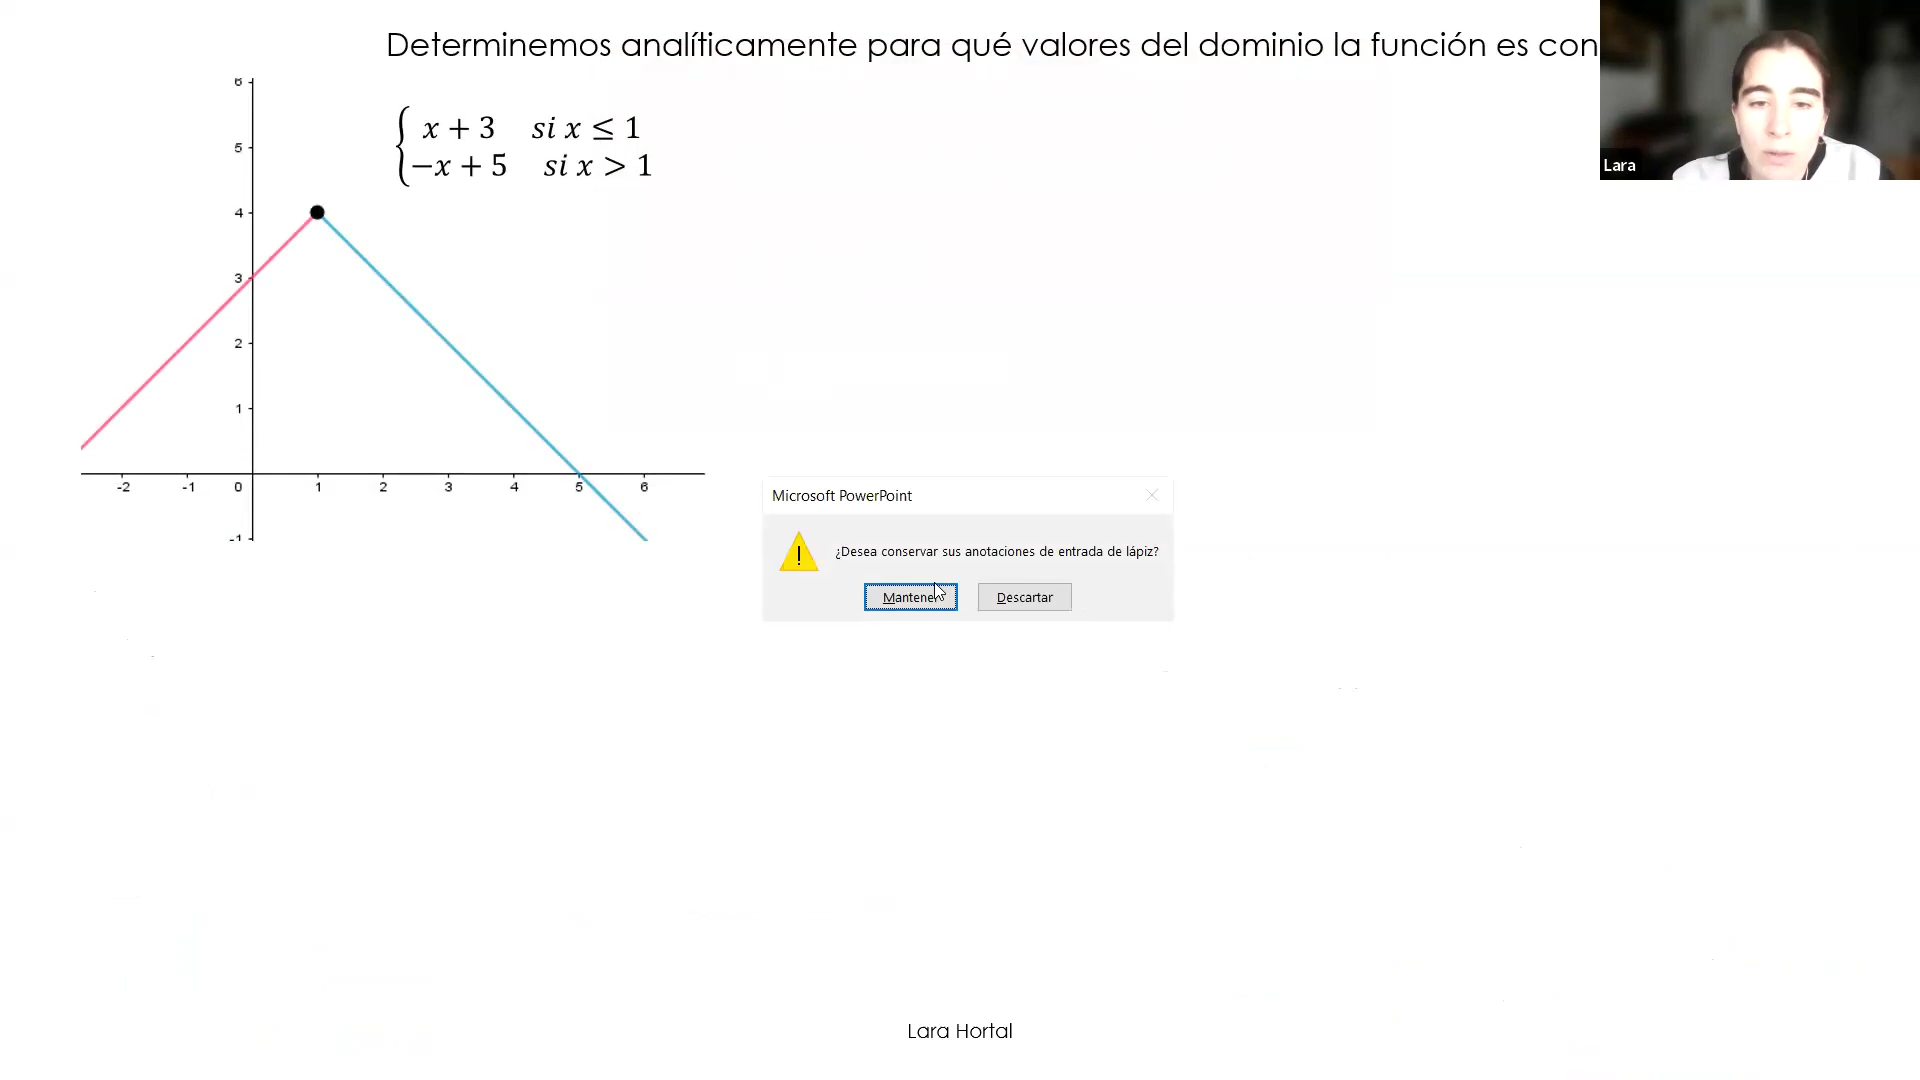 Determinemos analíticamente para qué valores del dominio la función es con
Lara
x + 3 si x ≤ 1
−x + 5 si x > 1
6
5
4
3
2
1
-2 -1 0 1 2 3 4 5 6
-1
Microsoft PowerPoint
¿Desea conservar sus anotaciones de entrada de lápiz?
Mantener Descartar
Lara Hortal